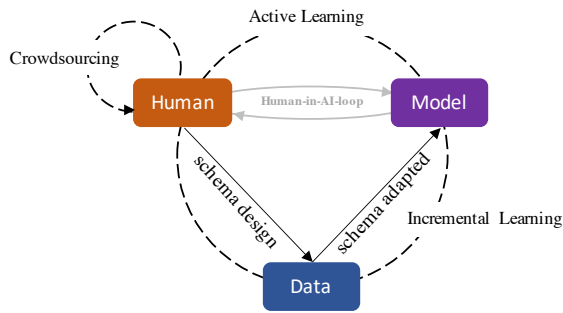 Active Learning
Crowdsourcing
Human
Human-in-AI-loop
Model
schema design
schema adapted
Incremental Learning
Data